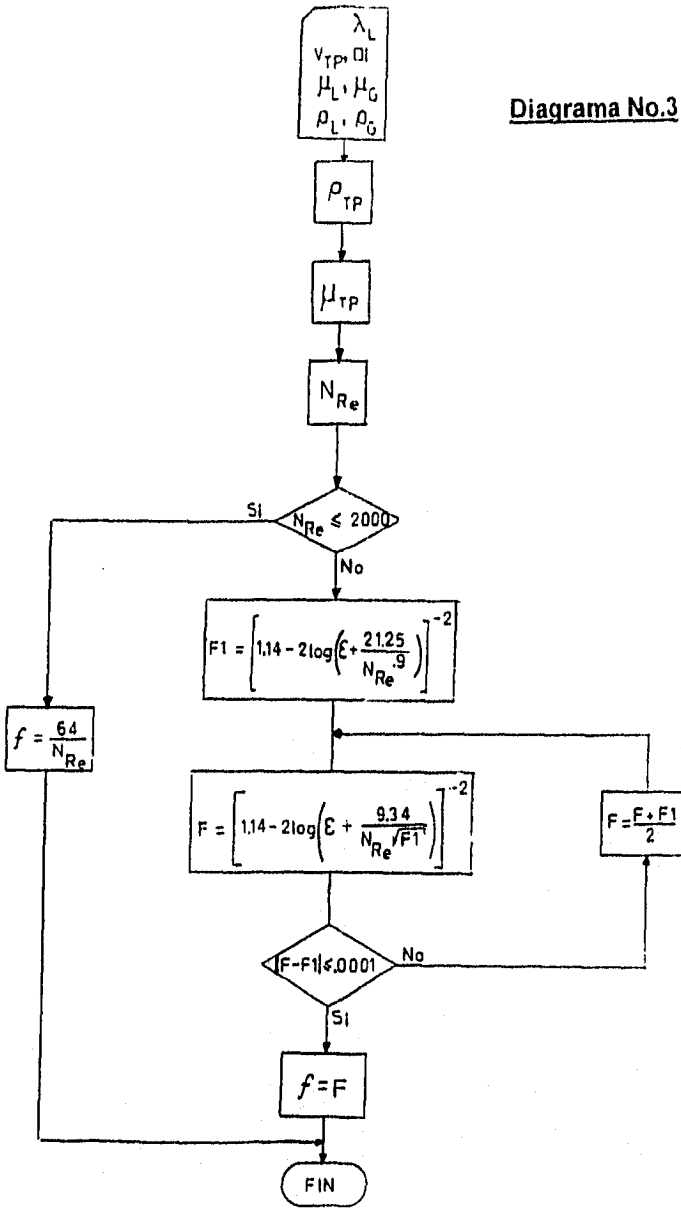 λL
VTP, DI
μL, μG
ρL, ρG
Diagrama No.3
ρTP
μTP
NRe
Si
NRe ≤ 2000
No
F1 = [1.14 - 2log(ε + 21.25/NRe^.9)]^-2
f = 64/NRe
F = [1.14 - 2log(ε + 9.34/NRe√F1)]^-2
F = F + F1/2
|F-F1| ≤ .0001
No
Si
f = F
FIN